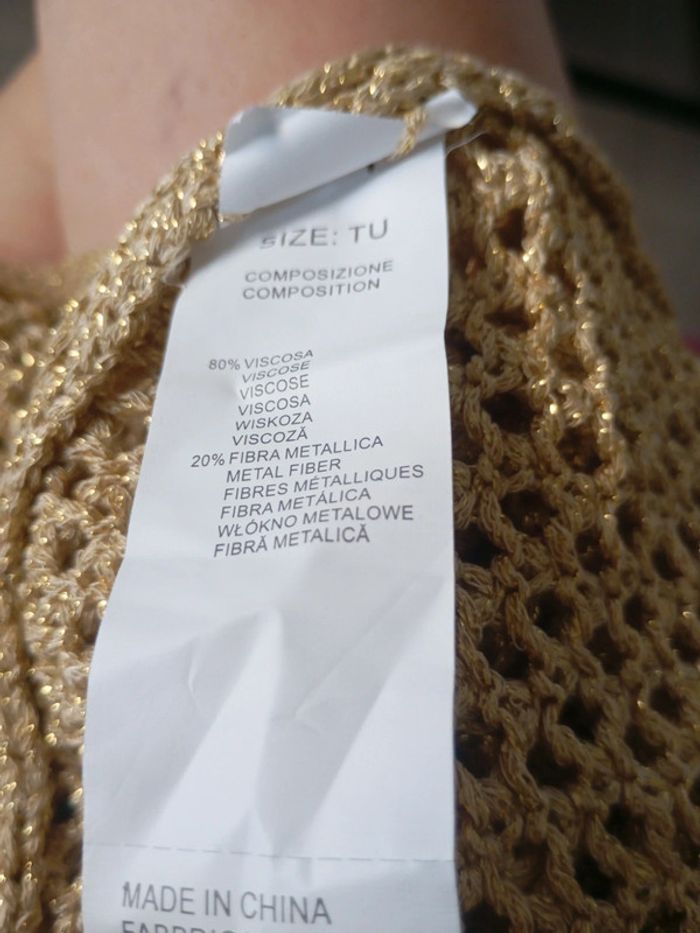 SIZE: TU
COMPOSIZIONE
COMPOSITION
80% VISCOSA
VISCOSE
VISCOSE
VISCOSA
WISKOZA
VISCOZĂ
20% FIBRA METALLICA
METAL FIBER
FIBRES MÉTALLIQUES
FIBRA METÁLICA
WŁÓKNO METALOWE
FIBRĂ METALICĂ
MADE IN CHINA